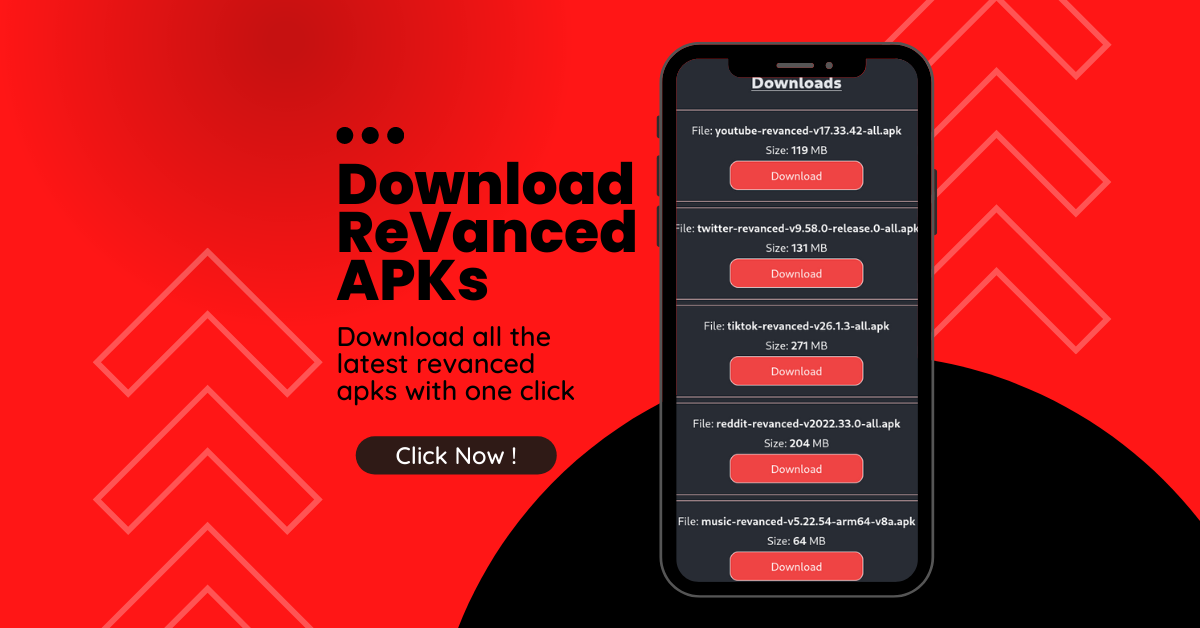 Download
ReVanced
APKs
Download all the
latest revanced
apks with one click
Click Now !
Downloads
File: youtube-revanced-v17.33.42-all.apk
Size: 119 MB
Download
File: twitter-revanced-v9.58.0-release.0-all.apk
Size: 131 MB
Download
File: tiktok-revanced-v26.1.3-all.apk
Size: 271 MB
Download
File: reddit-revanced-v2022.33.0-all.apk
Size: 204 MB
Download
File: music-revanced-v5.22.54-arm64-v8a.apk
Size: 64 MB
Download